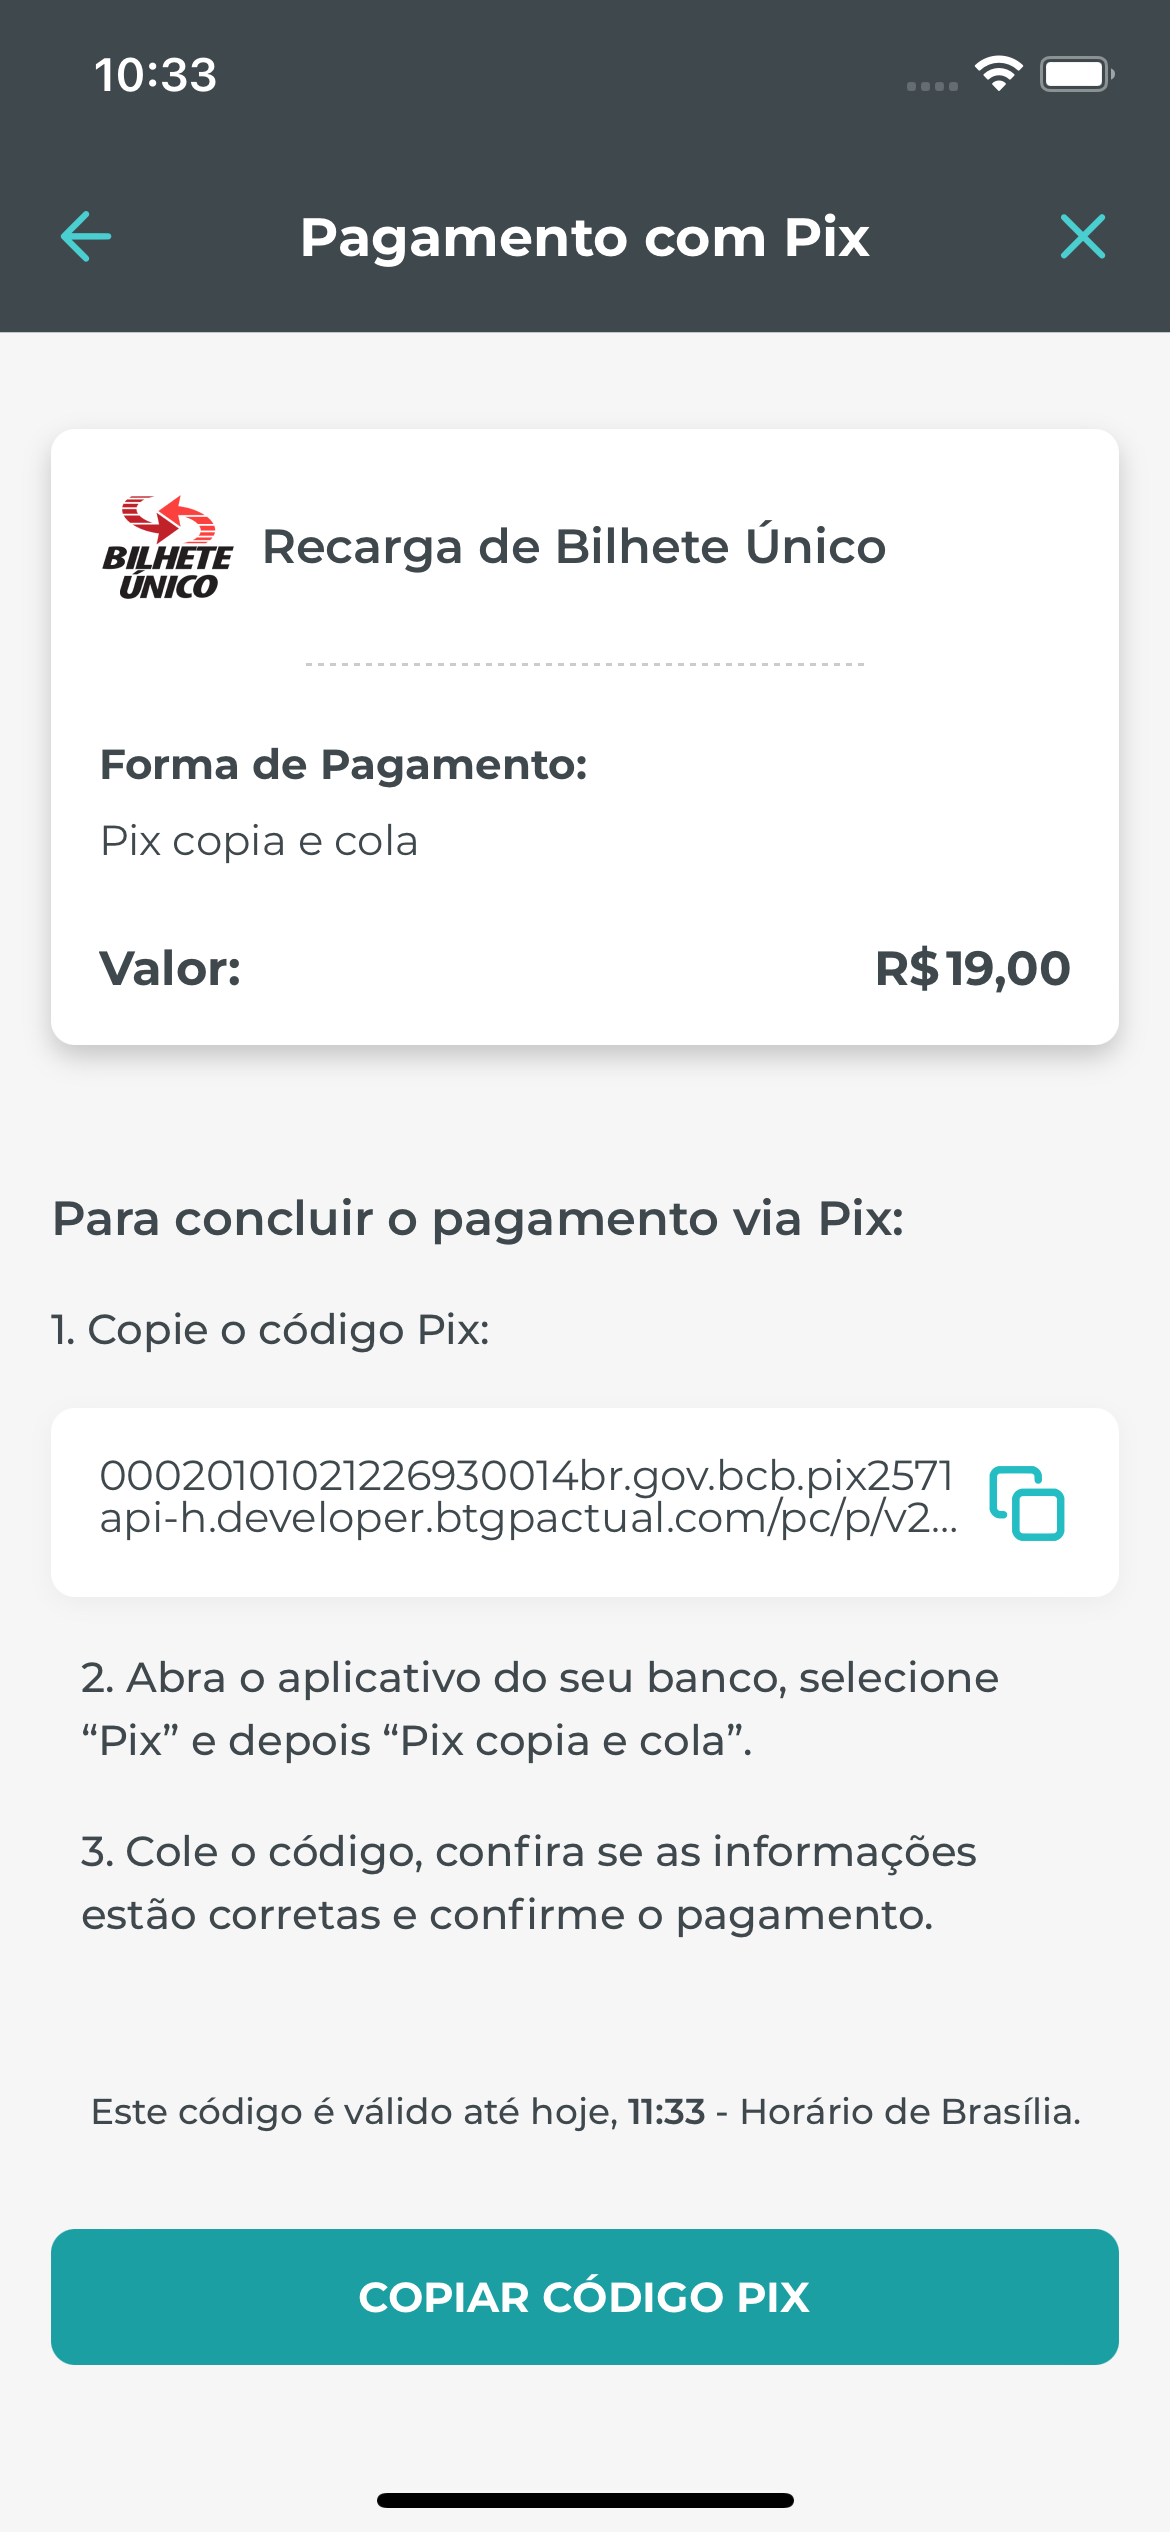 10:33
Pagamento com Pix
BILHETE
ÚNICO
Recarga de Bilhete Único
Forma de Pagamento:
Pix copia e cola
Valor: R$ 19,00
Para concluir o pagamento via Pix:
1. Copie o código Pix:
00020101021226930014br.gov.bcb.pix2571
api-h.developer.btgpactual.com/pc/p/v2...
2. Abra o aplicativo do seu banco, selecione
“Pix” e depois “Pix copia e cola”.
3. Cole o código, confira se as informações
estão corretas e confirme o pagamento.
Este código é válido até hoje, 11:33 - Horário de Brasília.
COPIAR CÓDIGO PIX